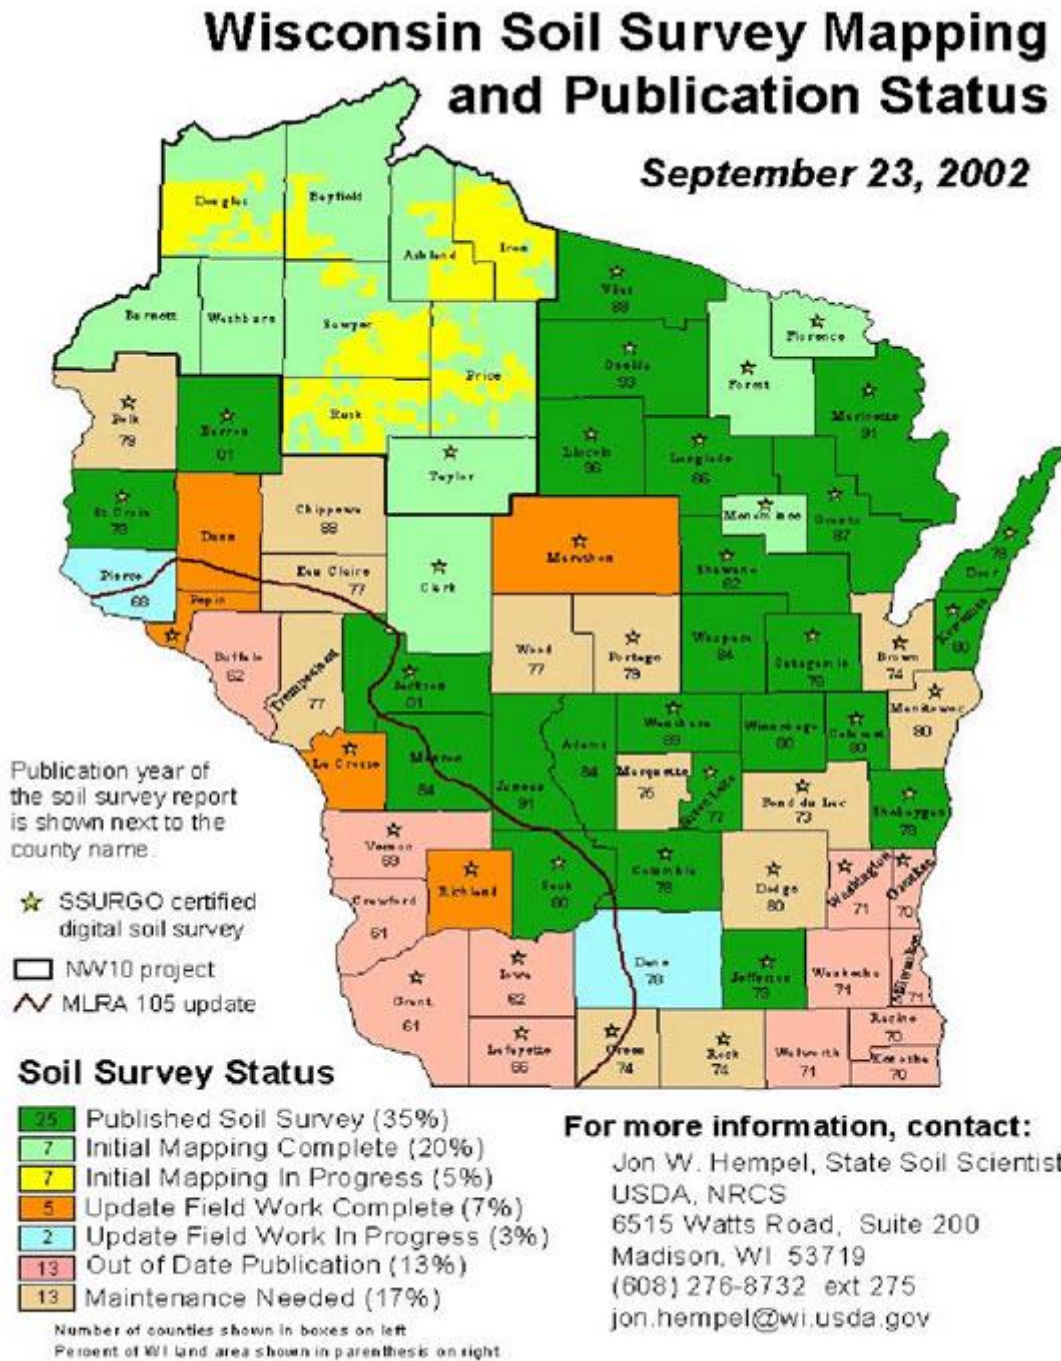 Wisconsin Soil Survey Mapping
and Publication Status
September 23, 2002
Douglas
Bayfield
Ashland
Iron
Vilas
88
Burnett
Washburn
Sawyer
Price
Oneida
93
Florence
Forest
Marinette
91
Polk
79
Barron
01
Rusk
Taylor
Lincoln
96
Langlade
86
Menominee
Oconto
87
St. Croix
78
Dunn
Chippewa
89
Marathon
Shawano
82
Door
78
Pierce
68
Pepin
Eau Claire
77
Clark
Wood
77
Portage
79
Waupaca
84
Outagamie
78
Brown
74
Kewaunee
80
Buffalo
62
Trempealeau
77
Jackson
01
Manitowoc
80
La Crosse
Monroe
84
Juneau
91
Adams
84
Waushara
89
Winnebago
80
Calumet
80
Marquette
75
Green Lake
77
Fond du Lac
73
Sheboygan
78
Vernon
69
Richland
Sauk
80
Columbia
78
Dodge
80
Washington
71
Ozaukee
70
Crawford
61
Grant
61
Iowa
62
Dane
78
Jefferson
79
Waukesha
71
Milwaukee
71
Lafayette
66
Green
74
Rock
74
Walworth
71
Racine
70
Kenosha
70
Publication year of
the soil survey report
is shown next to the
county name.
SSURGO certified
digital soil survey
NW10 project
MLRA 105 update
Soil Survey Status
25 Published Soil Survey (35%)
7 Initial Mapping Complete (20%)
7 Initial Mapping In Progress (5%)
5 Update Field Work Complete (7%)
2 Update Field Work In Progress (3%)
13 Out of Date Publication (13%)
13 Maintenance Needed (17%)
Number of counties shown in boxes on left
Percent of WI land area shown in parenthesis on right
For more information, contact:
Jon W. Hempel, State Soil Scientist
USDA, NRCS
6515 Watts Road, Suite 200
Madison, WI 53719
(608) 276-8732 ext 275
jon.hempel@wi.usda.gov